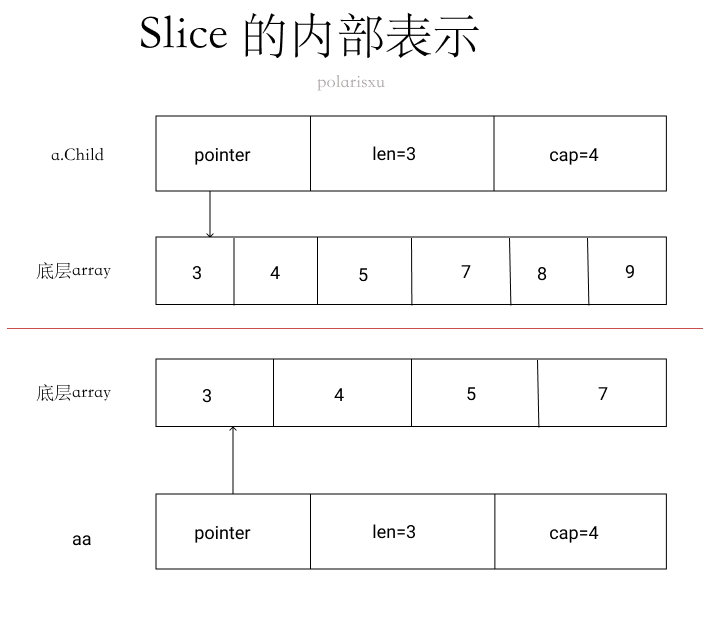 Slice 的内部表示
polarisxu
a.Child pointer len=3 cap=4
底层array 3 4 5 7 8 9
底层array 3 4 5 7
aa pointer len=3 cap=4